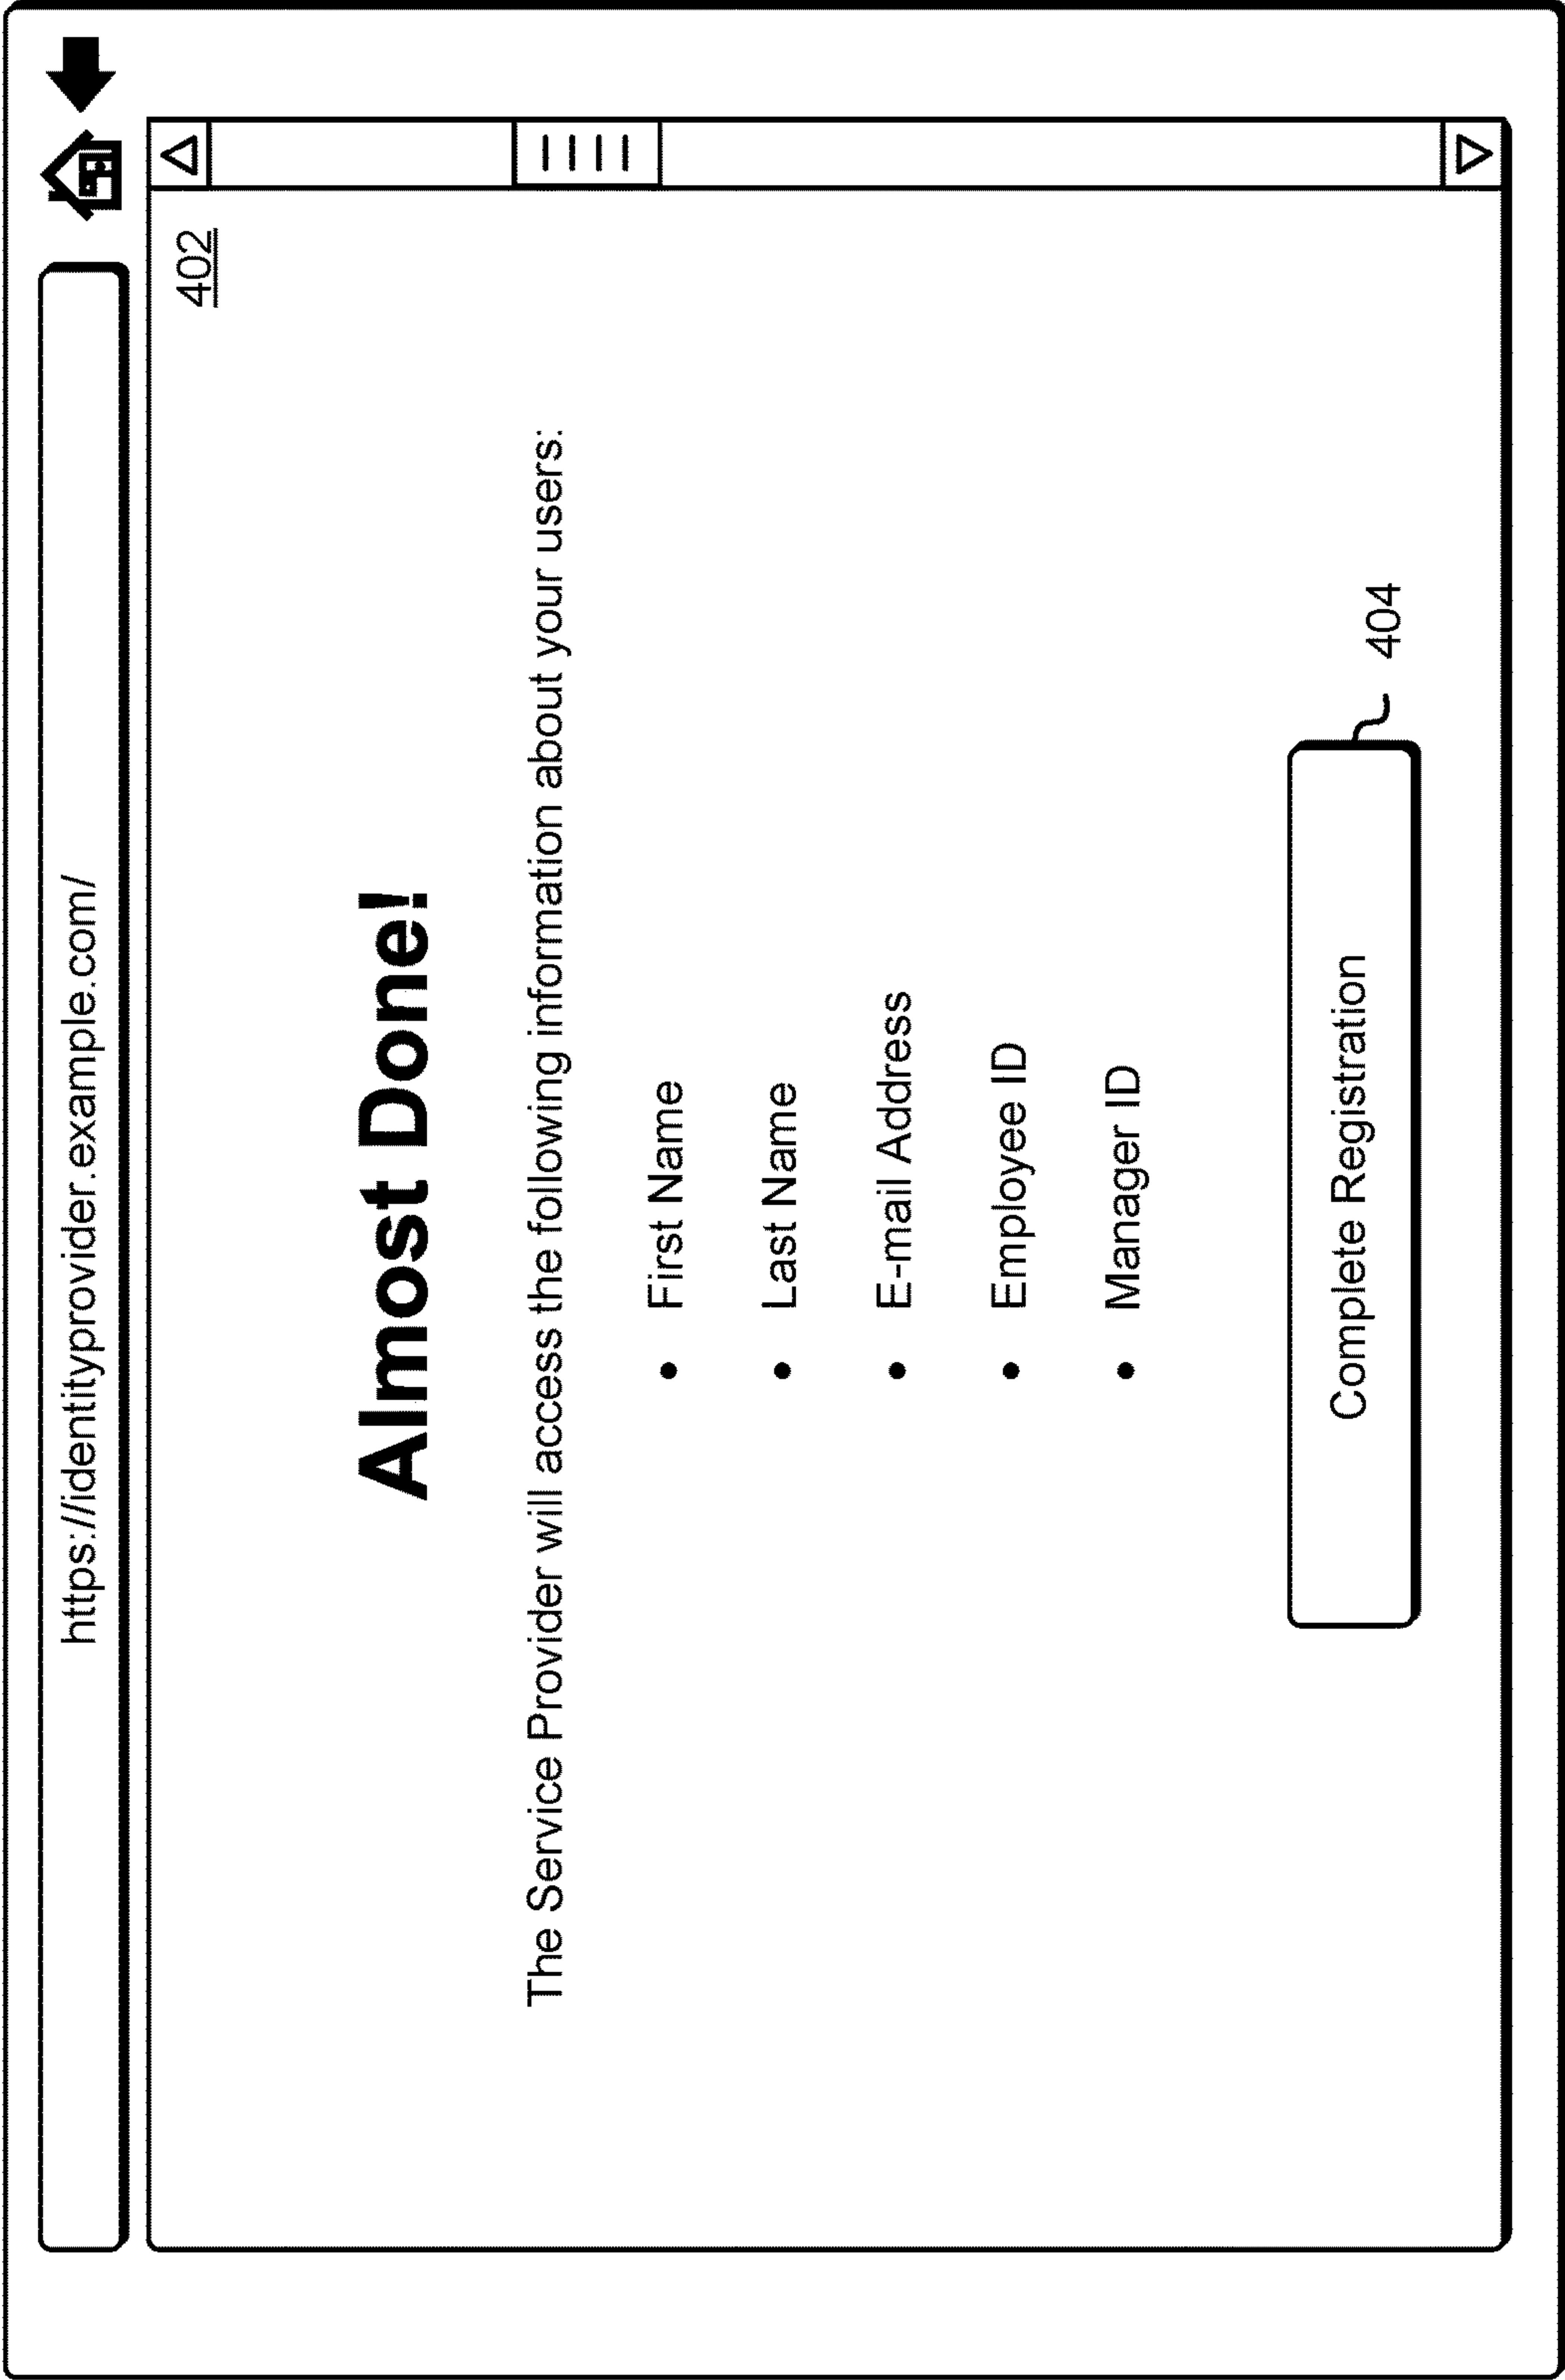 https://identityprovider.example.com/
402
Almost Done!
The Service Provider will access the following information about your users:
• First Name
• Last Name
• E-mail Address
• Employee ID
• Manager ID
Complete Registration
404